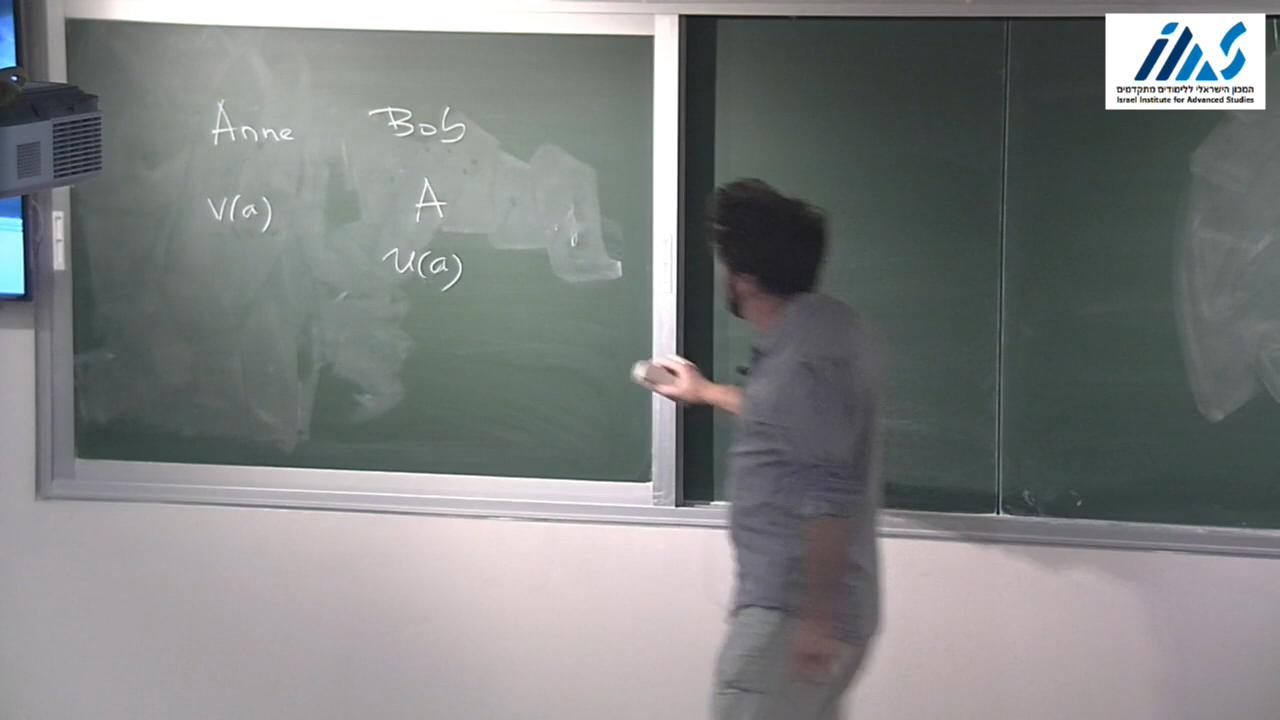 Anne Bob
v(a) A
u(a)
המכון הישראלי ללימודים מתקדמים
Israel Institute for Advanced Studies